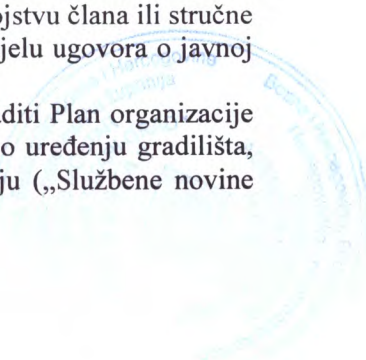 ojstvu člana ili stručne
jelu ugovora o javnoj
diti Plan organizacije
o uređenju gradilišta,
ju („Službene novine